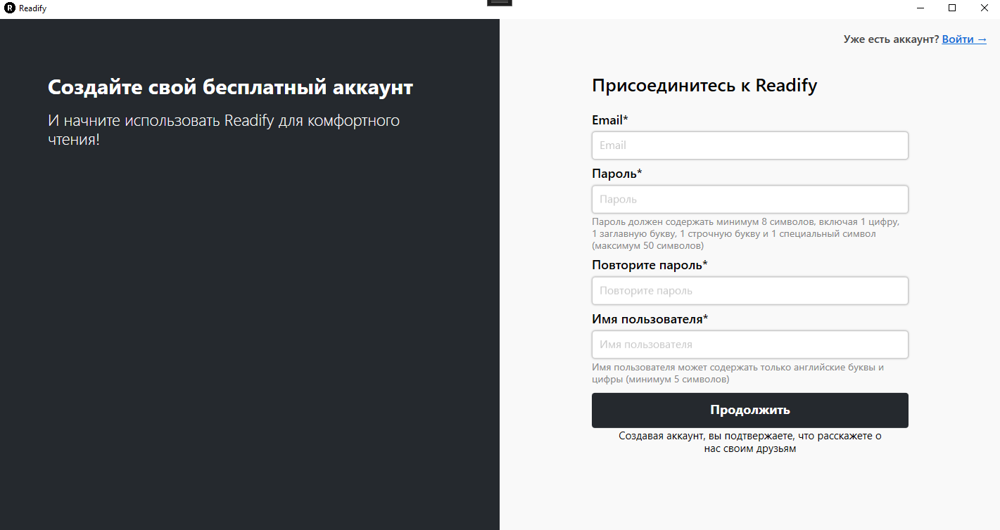 Readify
Создайте свой бесплатный аккаунт
И начните использовать Readify для комфортного
чтения!
Уже есть аккаунт? Войти →
Присоединитесь к Readify
Email*
Email
Пароль*
Пароль
Пароль должен содержать минимум 8 символов, включая 1 цифру,
1 заглавную букву, 1 строчную букву и 1 специальный символ
(максимум 50 символов)
Повторите пароль*
Повторите пароль
Имя пользователя*
Имя пользователя
Имя пользователя может содержать только английские буквы и
цифры (минимум 5 символов)
Продолжить
Создавая аккаунт, вы подтвержаете, что расскажете о
нас своим друзьям